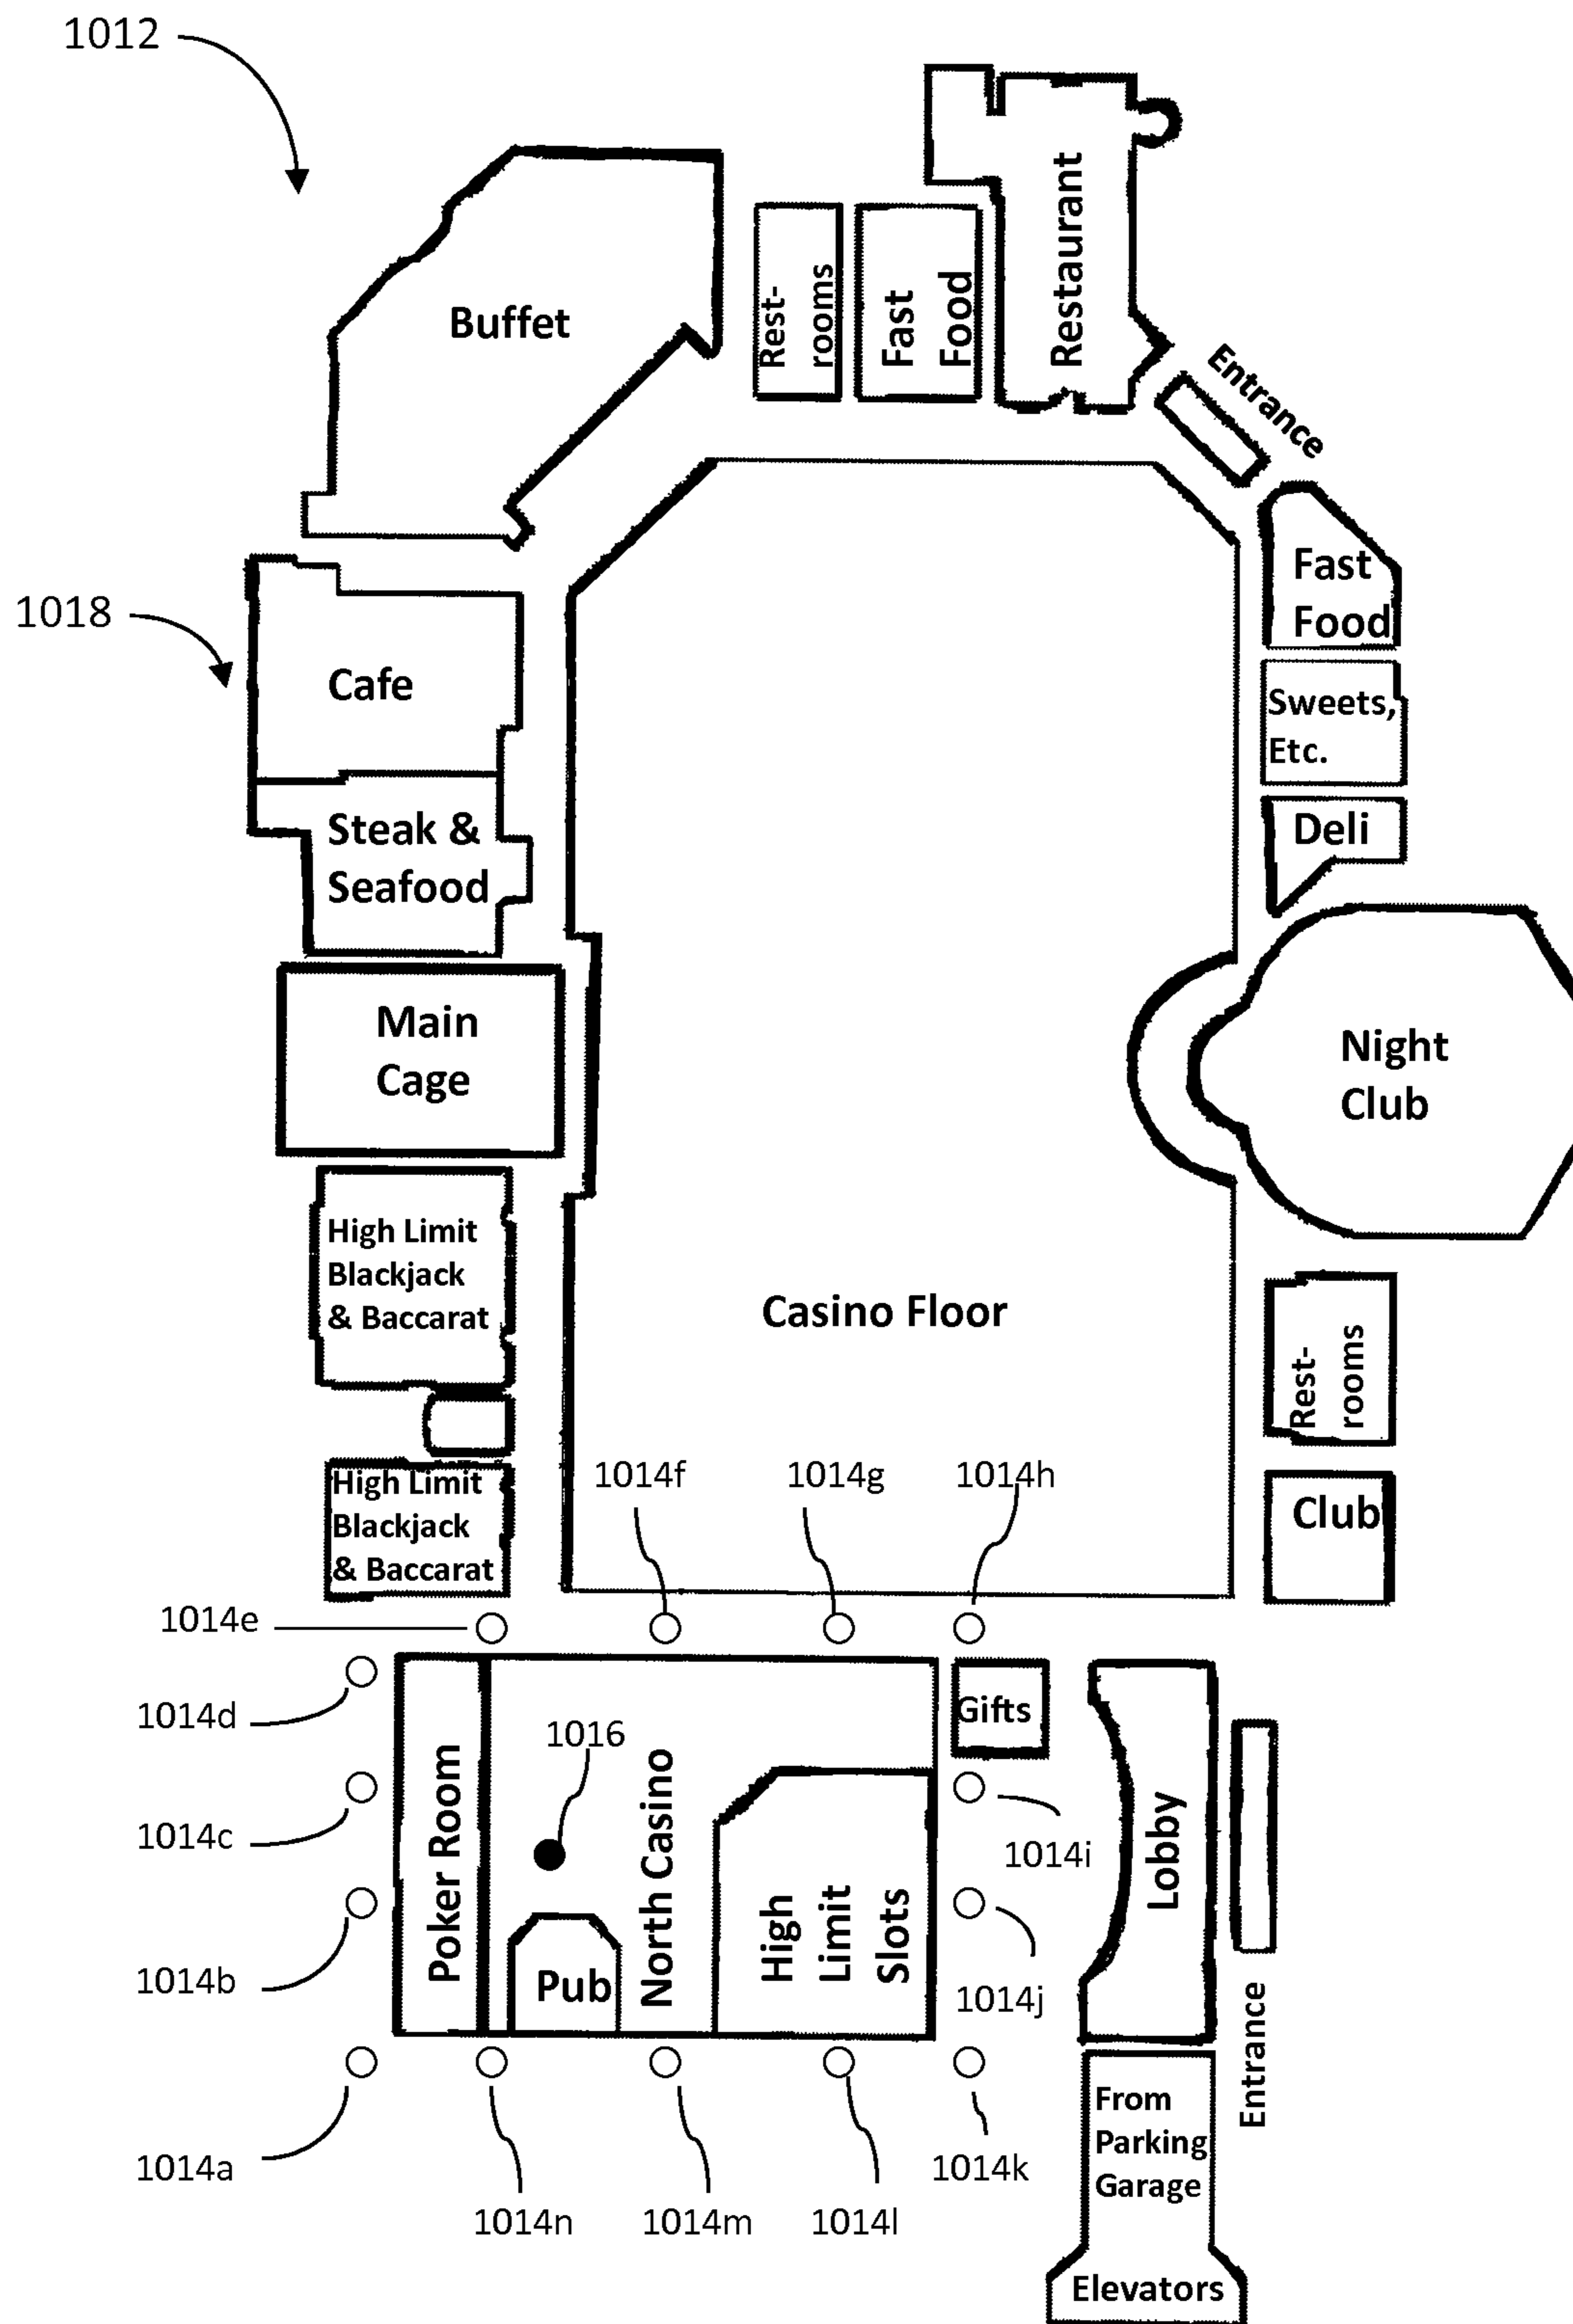 1012
Restaurant
Buffet
Rest-
rooms
Fast
Food
Entrance
Fast
Food
1018
Cafe
Sweets,
Etc.
Steak &
Seafood
Deli
Main
Cage
Night
Club
High Limit
Blackjack
& Baccarat
Casino Floor
Rest-
rooms
1014f
1014g
1014h
High Limit
Blackjack
& Baccarat
Club
1014e
1014d
Gifts
1016
Poker Room
North Casino
1014c
1014i
Lobby
High
Limit
Slots
1014b
Pub
1014j
Entrance
From
Parking
Garage
1014a
1014k
1014n
1014m
1014l
Elevators